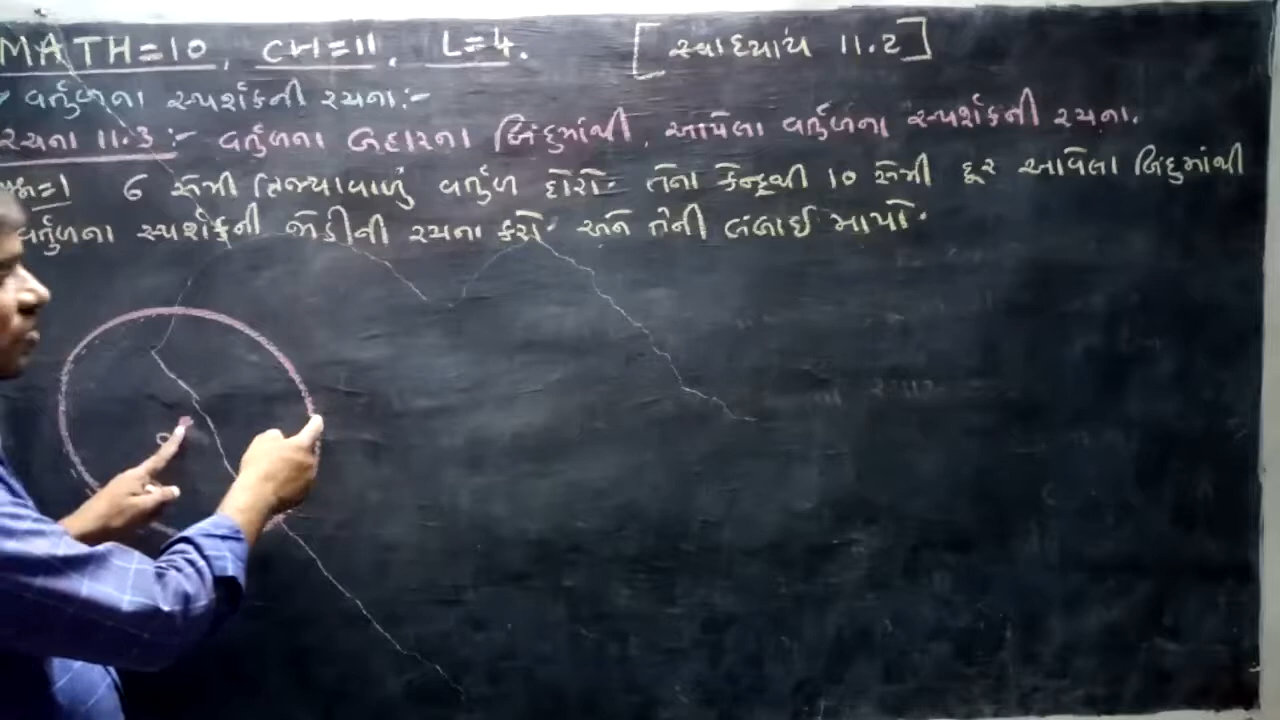 MATH=10, CH=11, L=4. [સ્વાધ્યાય 11.2]
વર્તુળના સ્પર્શકની રચના:-
રચના 11.3:- વર્તુળના બહારના બિંદુમાંથી, આપેલા વર્તુળના સ્પર્શકની રચના.
પ્રશ્ન=1 6 સેમી ત્રિજ્યાવાળું વર્તુળ દોરો. તેના કેન્દ્રથી 10 સેમી દૂર આવેલા બિંદુમાંથી
વર્તુળના સ્પર્શકની જોડીની રચના કરો. અને તેની લંબાઈ માપો.